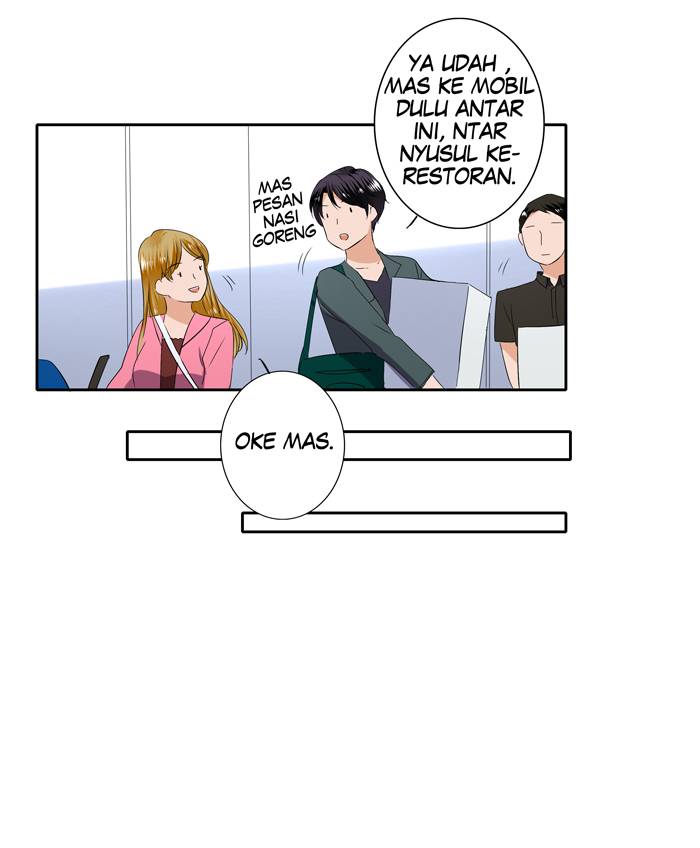 YA UDAH ,
MAS KE MOBIL
DULU ANTAR
INI, NTAR
NYUSUL KE-
RESTORAN.
MAS
PESAN
NASI
GORENG
OKE MAS.